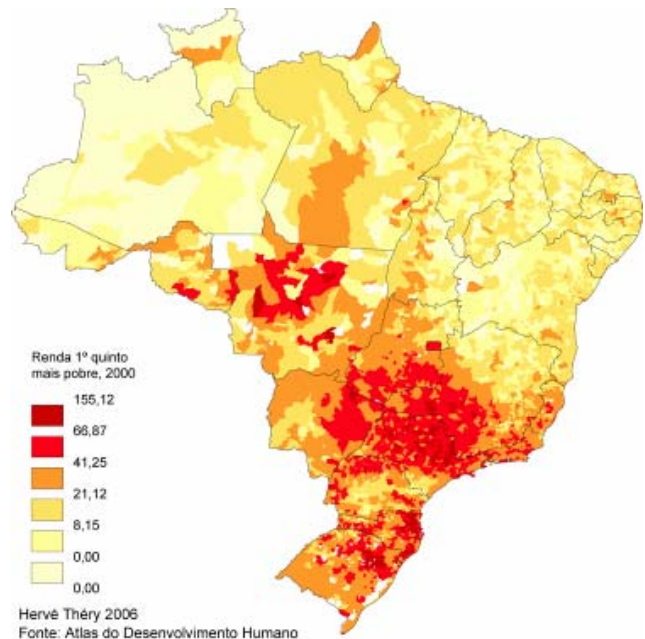 Renda 1º quinto
mais pobre, 2000
155,12
66,87
41,25
21,12
8,15
0,00
0,00
Hervê Théry 2006
Fonte: Atlas do Desenvolvimento Humano